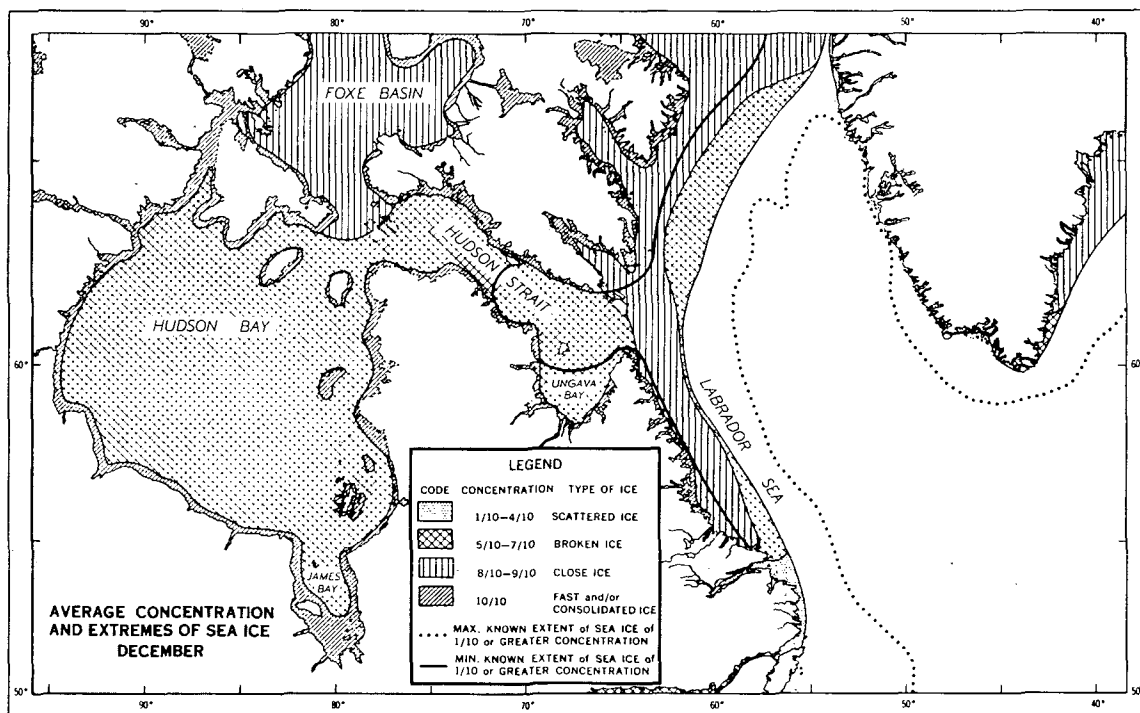 90° 80° 70° 60° 50° 40°
FOXE BASIN
HUDSON STRAIT
HUDSON BAY
60° 60°
UNGAVA
BAY
LABRADOR
SEA
JAMES
BAY
LEGEND
CODE CONCENTRATION TYPE OF ICE
1/10-4/10 SCATTERED ICE
5/10-7/10 BROKEN ICE
8/10-9/10 CLOSE ICE
10/10 FAST and/or
CONSOLIDATED ICE
MAX. KNOWN EXTENT of SEA ICE of
1/10 or GREATER CONCENTRATION
MIN. KNOWN EXTENT of SEA ICE of
1/10 or GREATER CONCENTRATION
AVERAGE CONCENTRATION
AND EXTREMES OF SEA ICE
DECEMBER
50° 50°
90° 80° 70° 60° 50° 40°